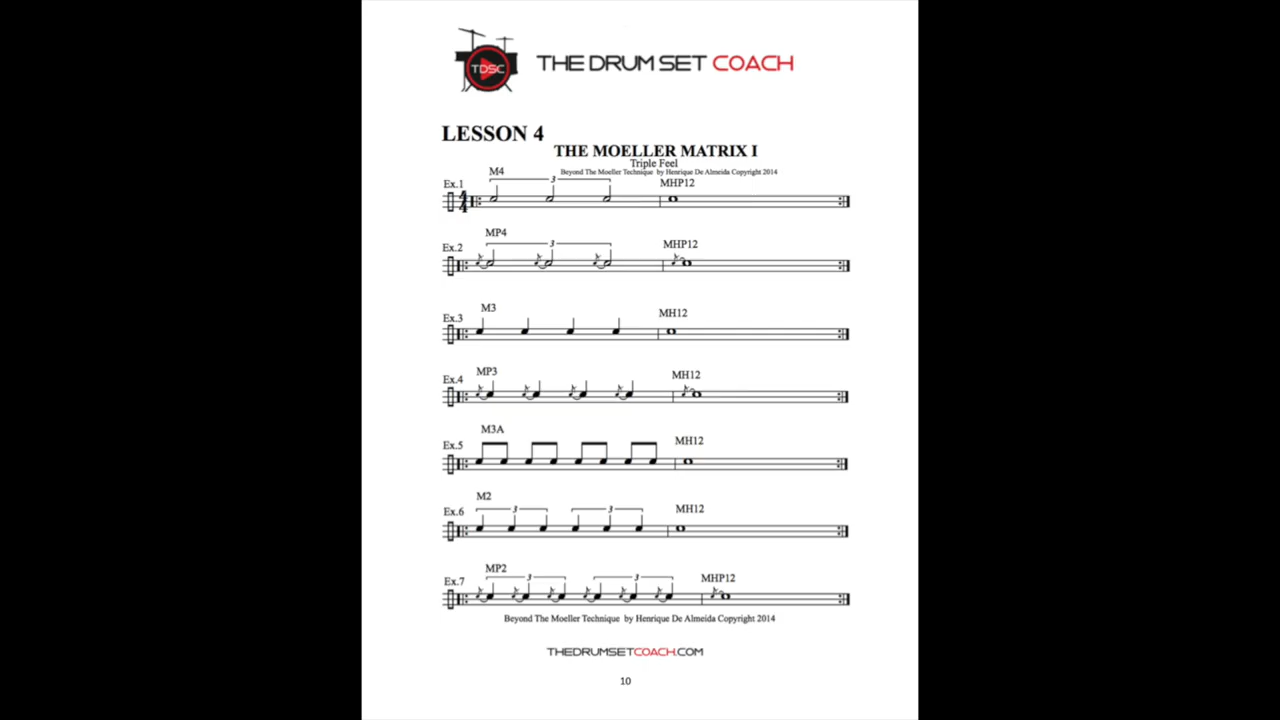 TDSC THE DRUM SET COACH
LESSON 4
THE MOELLER MATRIX I
Triple Feel
Beyond The Moeller Technique by Henrique De Almeida Copyright 2014
M4
3
MHP12
Ex.1
4
4
MP4
3
MHP12
Ex.2
M3
MH12
Ex.3
MP3
MH12
Ex.4
M3A
MH12
Ex.5
M2
3 3
MH12
Ex.6
MP2
3 3
MHP12
Ex.7
Beyond The Moeller Technique by Henrique De Almeida Copyright 2014
THEDRUMSETCOACH.COM
10